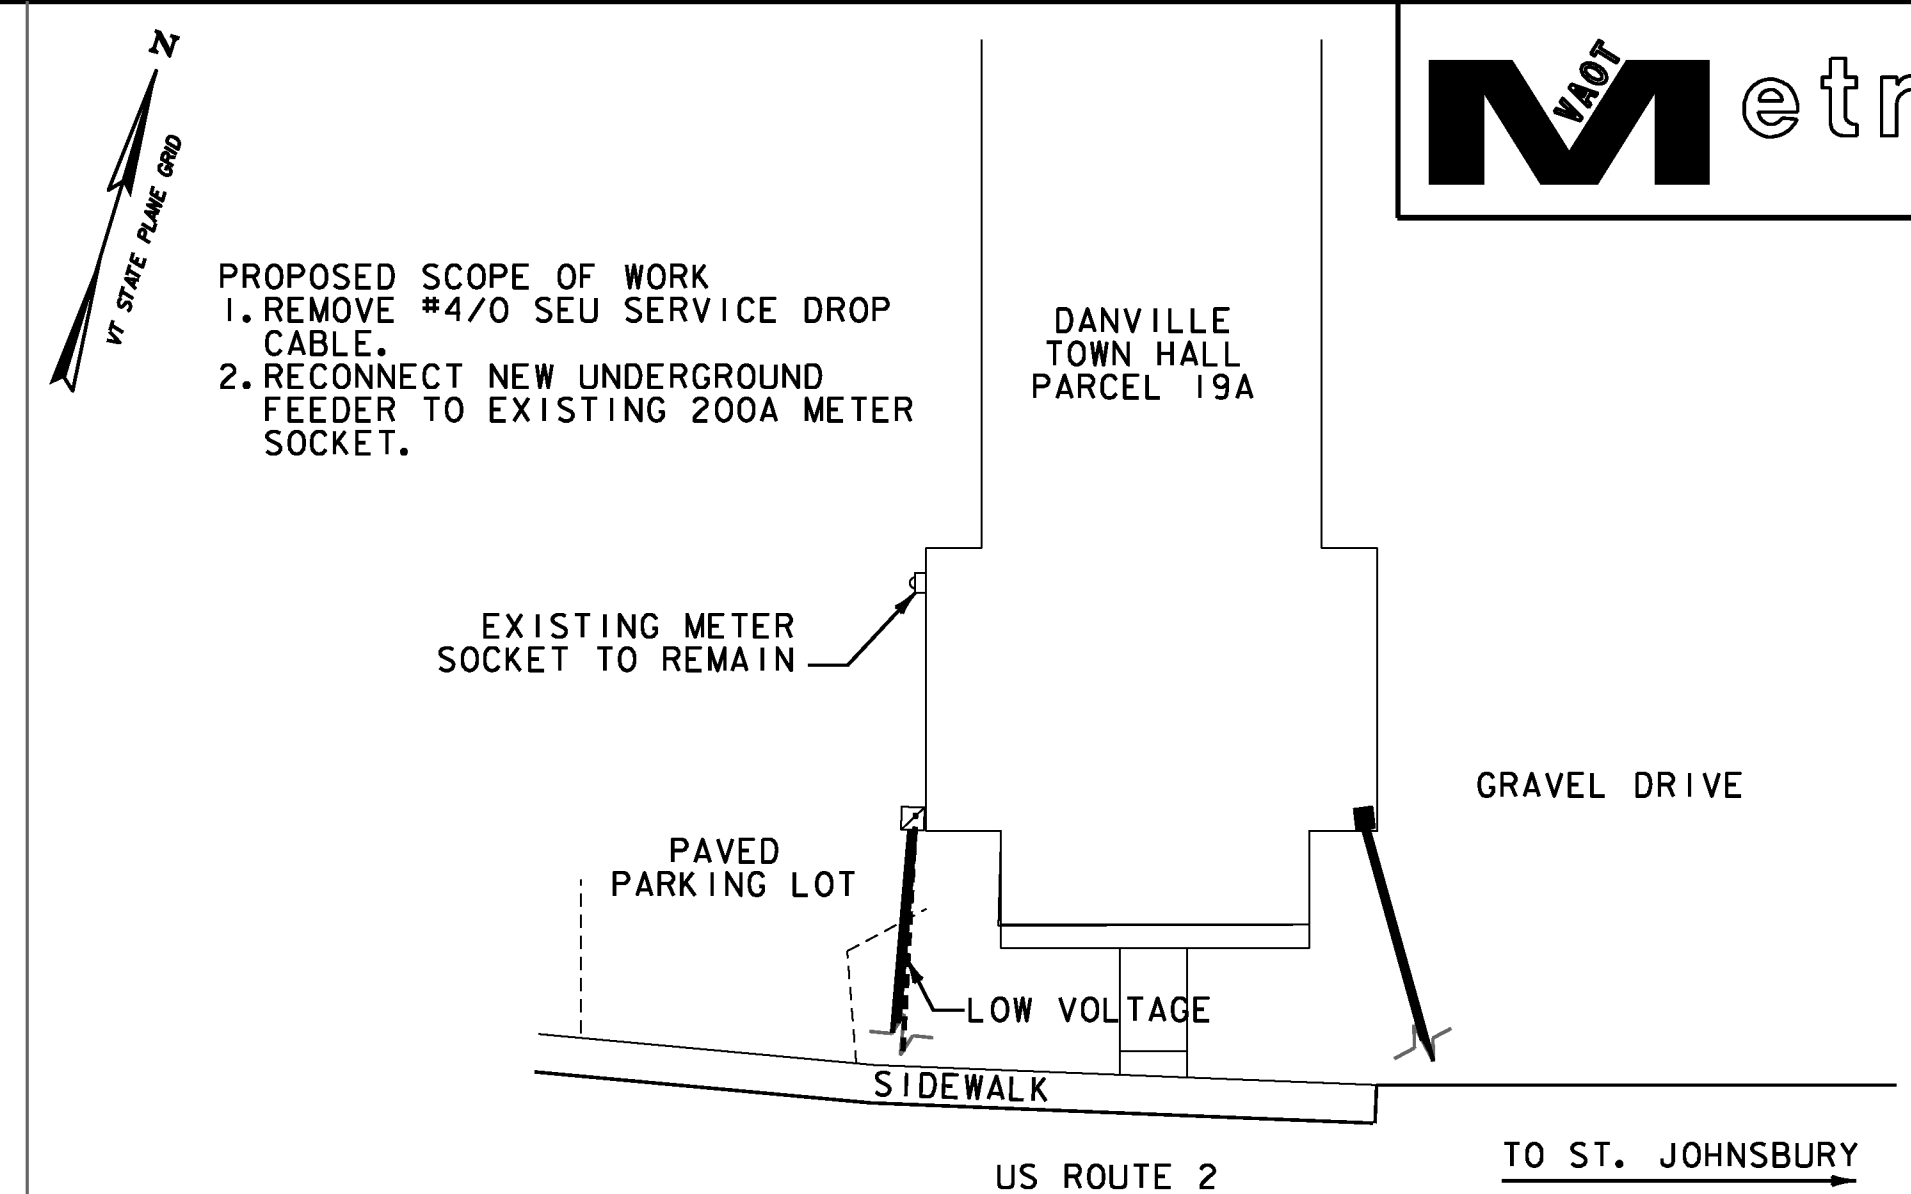 N
VT STATE PLANE GRID
VAOT
Metr
PROPOSED SCOPE OF WORK
1. REMOVE #4/0 SEU SERVICE DROP
CABLE.
2. RECONNECT NEW UNDERGROUND
FEEDER TO EXISTING 200A METER
SOCKET.
DANVILLE
TOWN HALL
PARCEL 19A
EXISTING METER
SOCKET TO REMAIN
GRAVEL DRIVE
PAVED
PARKING LOT
LOW VOLTAGE
SIDEWALK
US ROUTE 2
TO ST. JOHNSBURY